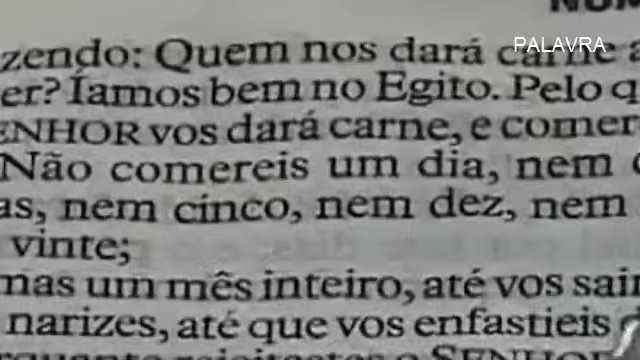 PALAVRA
zendo: Quem nos dará carne a
er? Íamos bem no Egito. Pelo q
ENHOR vos dará carne, e comer
Não comereis um dia, nem
as, nem cinco, nem dez, nem
vinte;
mas um mês inteiro, até vos sair
narizes, até que vos enfastieis